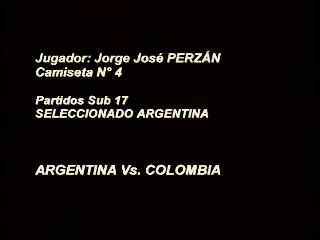 Jugador: Jorge José PERZÁN
Camiseta N° 4
Partidos Sub 17
SELECCIONADO ARGENTINA
ARGENTINA Vs. COLOMBIA